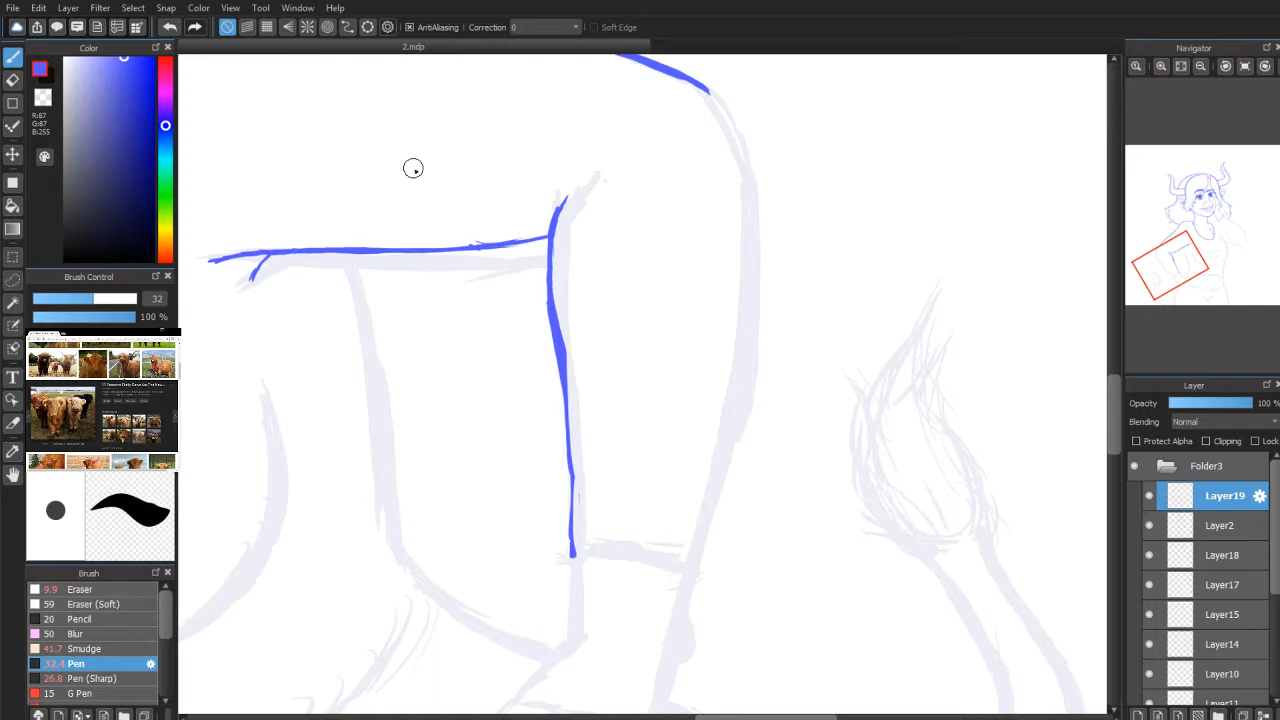 File Edit Layer Filter Select Snap Color View Tool Window Help
AntiAliasing Correction 0 Soft Edge
2.mdp
Color
R:87
G:87
B:255
Brush Control
32
100 %
Brush
9.9 Eraser
59 Eraser (Soft)
20 Pencil
50 Blur
41.7 Smudge
32.4 Pen
26.8 Pen (Sharp)
15 G Pen
Navigator
Layer
Opacity 100 %
Blending Normal
Protect Alpha Clipping Lock
Folder3
Layer19
Layer2
Layer18
Layer17
Layer15
Layer14
Layer10
Layer11